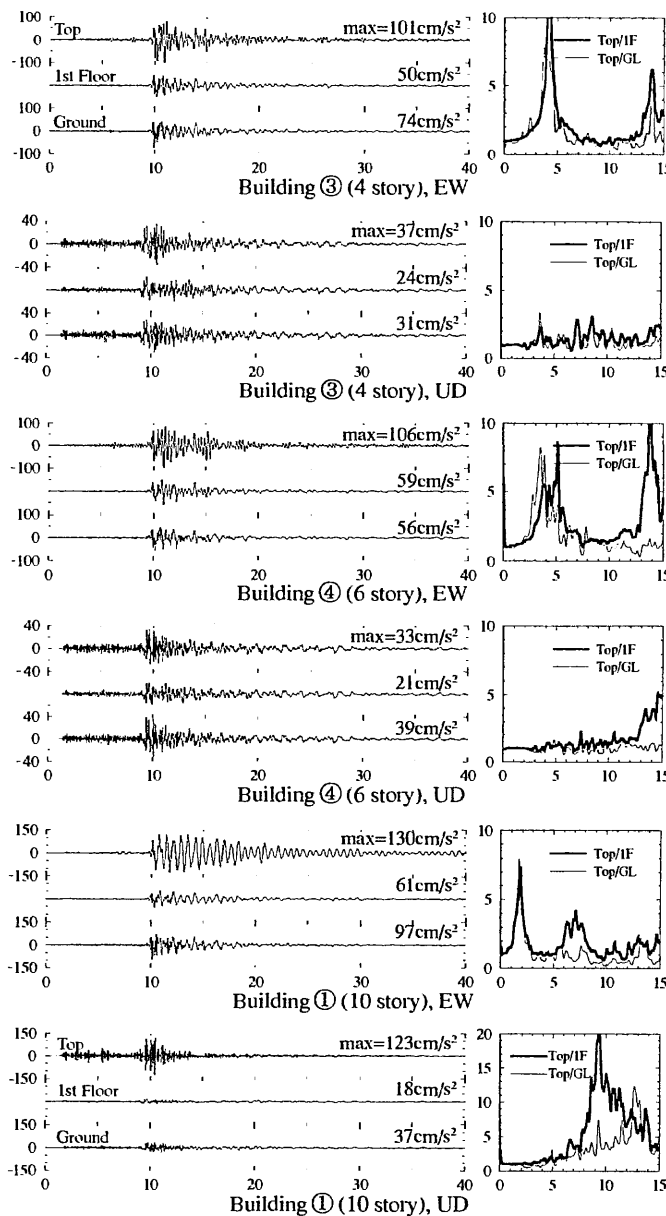 Top
max=101cm/s²
1st Floor
50cm/s²
Ground
74cm/s²
100
0
-100
100
0
-100
0
10
20
30
40
Building ③ (4 story), EW
10
5
0
0
5
10
15
Top/1F
Top/GL
max=37cm/s²
24cm/s²
31cm/s²
40
0
-40
40
0
-40
0
10
20
30
40
Building ③ (4 story), UD
10
5
0
0
5
10
15
Top/1F
Top/GL
max=106cm/s²
59cm/s²
56cm/s²
100
0
-100
100
0
-100
0
10
20
30
40
Building ④ (6 story), EW
10
5
0
0
5
10
15
Top/1F
Top/GL
max=33cm/s²
21cm/s²
39cm/s²
40
0
-40
40
0
-40
0
10
20
30
40
Building ④ (6 story), UD
10
5
0
0
5
10
15
Top/1F
Top/GL
max=130cm/s²
61cm/s²
97cm/s²
150
0
-150
150
0
-150
0
10
20
30
40
Building ① (10 story), EW
10
5
0
0
5
10
15
Top/1F
Top/GL
Top
max=123cm/s²
1st Floor
18cm/s²
Ground
37cm/s²
150
0
-150
150
0
-150
0
10
20
30
40
Building ① (10 story), UD
20
15
10
5
0
0
5
10
15
Top/1F
Top/GL